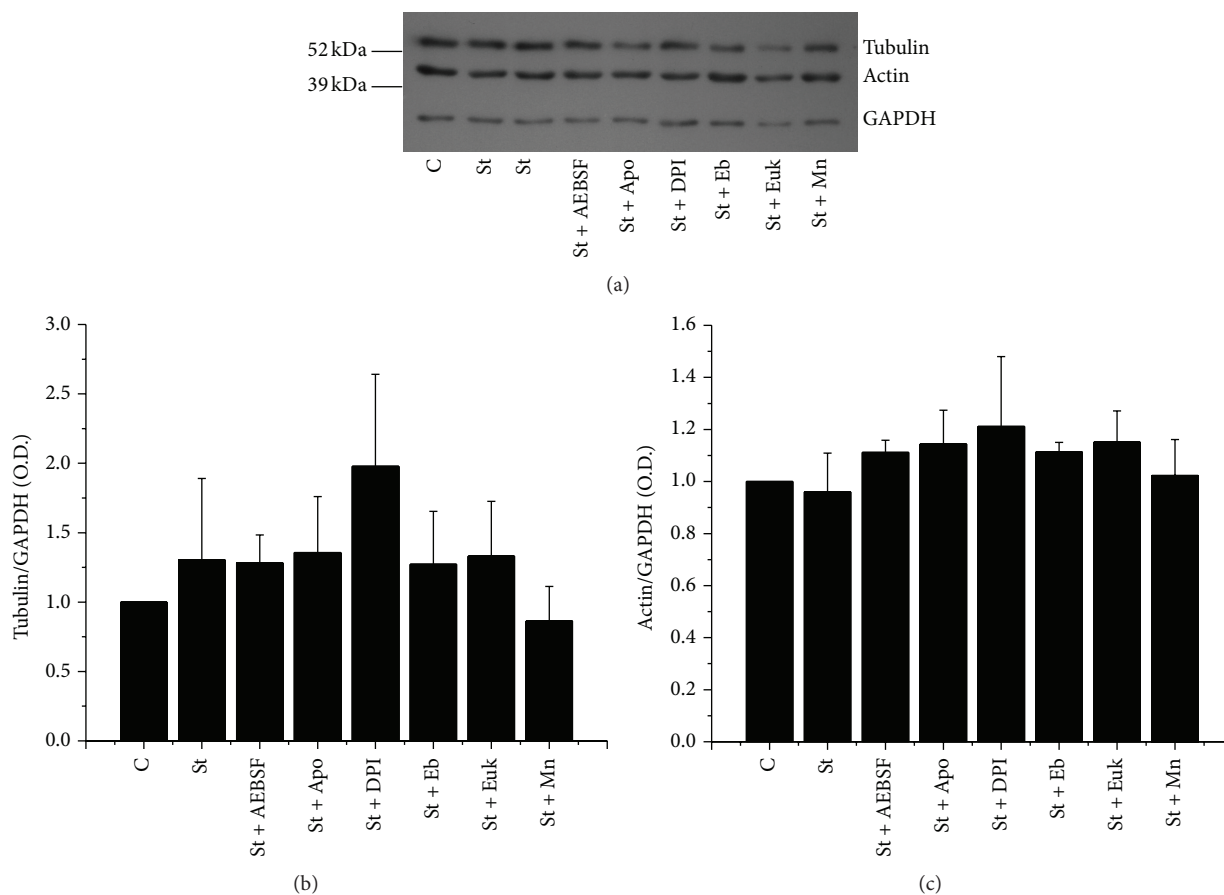 52 kDa
39 kDa
Tubulin
Actin
GAPDH
C
St
St
St + AEBSF
St + Apo
St + DPI
St + Eb
St + Euk
St + Mn
(a)
Tubulin/GAPDH (O.D.)
3.0
2.5
2.0
1.5
1.0
0.5
0.0
C
St
St + AEBSF
St + Apo
St + DPI
St + Eb
St + Euk
St + Mn
(b)
Actin/GAPDH (O.D.)
1.6
1.4
1.2
1.0
0.8
0.6
0.4
0.2
0.0
C
St
St + AEBSF
St + Apo
St + DPI
St + Eb
St + Euk
St + Mn
(c)